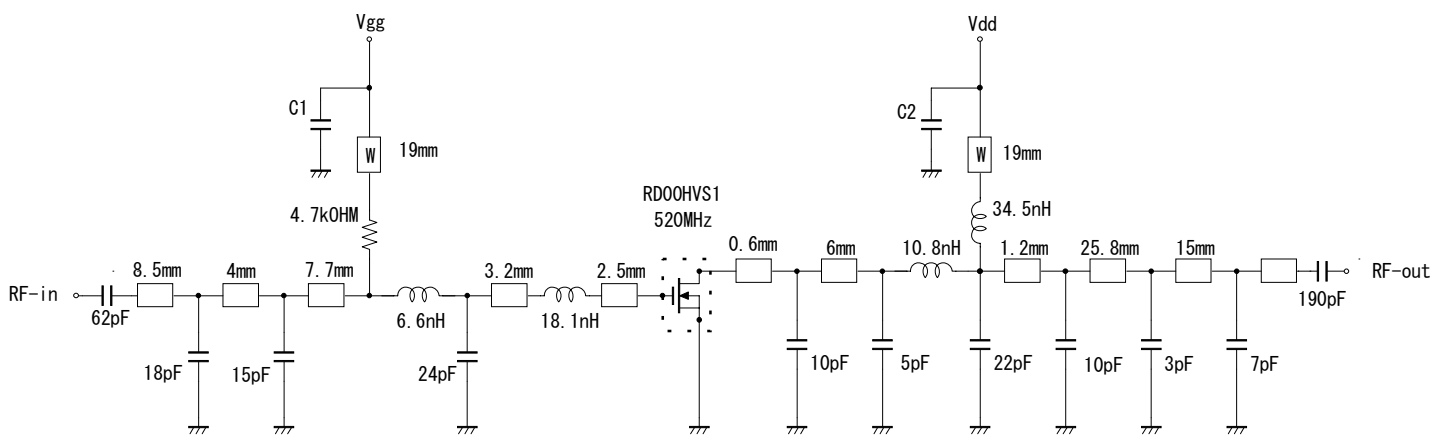 Vgg
Vdd
C1
C2
W
19mm
W
19mm
RD00HVS1
520MHz
4.7kOHM
34.5nH
0.6mm
6mm
10.8nH
1.2mm
25.8mm
15mm
8.5mm
4mm
7.7mm
3.2mm
2.5mm
RF-in
RF-out
62pF
6.6nH
18.1nH
190pF
18pF
15pF
24pF
10pF
5pF
22pF
10pF
3pF
7pF